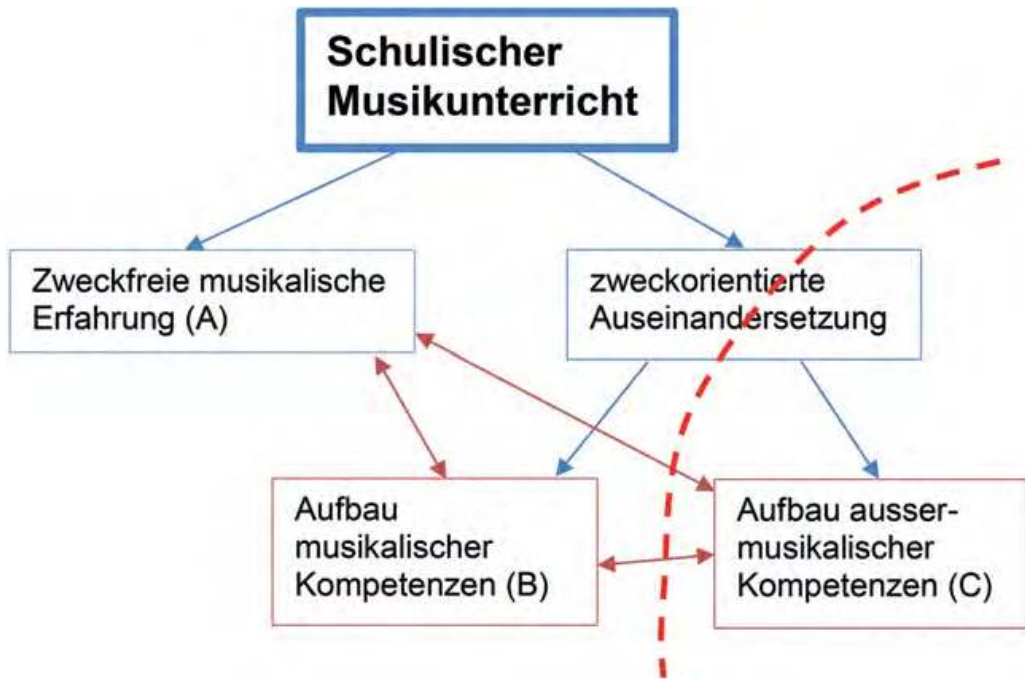 Schulischer
Musikunterricht
Zweckfreie musikalische
Erfahrung (A)
zweckorientierte
Auseinandersetzung
Aufbau
musikalischer
Kompetenzen (B)
Aufbau ausser-
musikalischer
Kompetenzen (C)